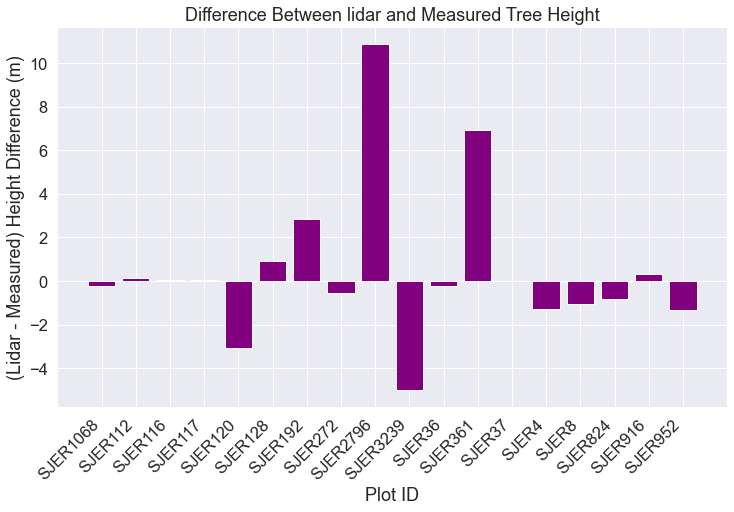 Difference Between lidar and Measured Tree Height
(Lidar - Measured) Height Difference (m)
10
8
6
4
2
0
−2
−4
SJER1068
SJER112
SJER116
SJER117
SJER120
SJER128
SJER192
SJER272
SJER2796
SJER3239
SJER36
SJER361
SJER37
SJER4
SJER8
SJER824
SJER916
SJER952
Plot ID